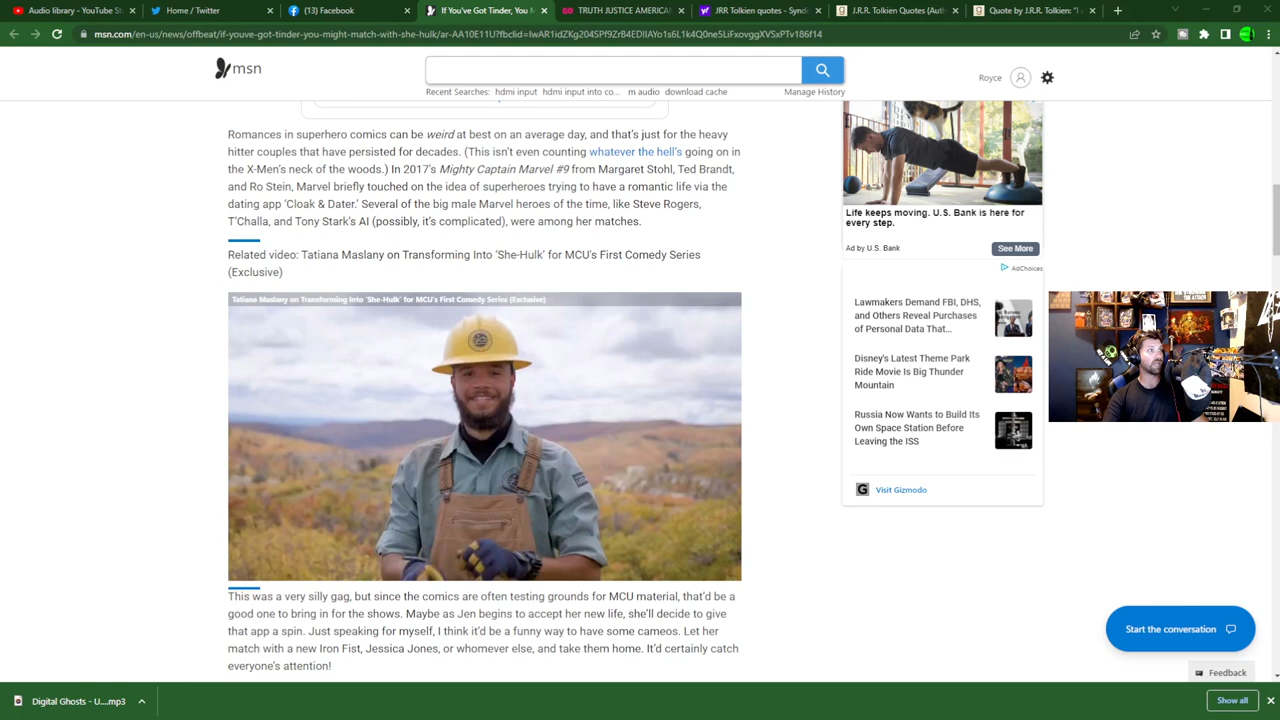 Audio library - YouTube S
Home / Twitter
(13) Facebook
If You've Got Tinder, You M
TRUTH JUSTICE AMERICAN
JRR Tolkien quotes - Syndi
J.R.R. Tolkien Quotes (Auth
Quote by J.R.R. Tolkien: "I
msn.com/en-us/news/offbeat/if-youve-got-tinder-you-might-match-with-she-hulk/ar-AA10E11U?fbclid=IwAR1idZKg204SPf9ZrB4EDIIAYo1s6L1k4Q0ne5LiFxovggXVSxPTv186f14
msn
Royce
Recent Searches: hdmi input hdmi input into co... m audio download cache Manage History
Romances in superhero comics can be weird at best on an average day, and that's just for the heavy
hitter couples that have persisted for decades. (This isn't even counting whatever the hell's going on in
the X-Men's neck of the woods.) In 2017's Mighty Captain Marvel #9 from Margaret Stohl, Ted Brandt,
and Ro Stein, Marvel briefly touched on the idea of superheroes trying to have a romantic life via the
dating app 'Cloak & Dater.' Several of the big male Marvel heroes of the time, like Steve Rogers,
T'Challa, and Tony Stark's AI (possibly, it's complicated), were among her matches.
Related video: Tatiana Maslany on Transforming Into 'She-Hulk' for MCU's First Comedy Series
(Exclusive)
Tatiana Maslany on Transforming Into 'She-Hulk' for MCU's First Comedy Series (Exclusive)
This was a very silly gag, but since the comics are often testing grounds for MCU material, that'd be a
good one to bring in for the shows. Maybe as Jen begins to accept her new life, she'll decide to give
that app a spin. Just speaking for myself, I think it'd be a funny way to have some cameos. Let her
match with a new Iron Fist, Jessica Jones, or whomever else, and take them home. It'd certainly catch
everyone's attention!
Life keeps moving. U.S. Bank is here for
every step.
Ad by U.S. Bank
See More
AdChoices
Lawmakers Demand FBI, DHS,
and Others Reveal Purchases
of Personal Data That...
Disney's Latest Theme Park
Ride Movie Is Big Thunder
Mountain
Russia Now Wants to Build Its
Own Space Station Before
Leaving the ISS
G
Visit Gizmodo
Start the conversation
Feedback
Digital Ghosts - U....mp3
Show all